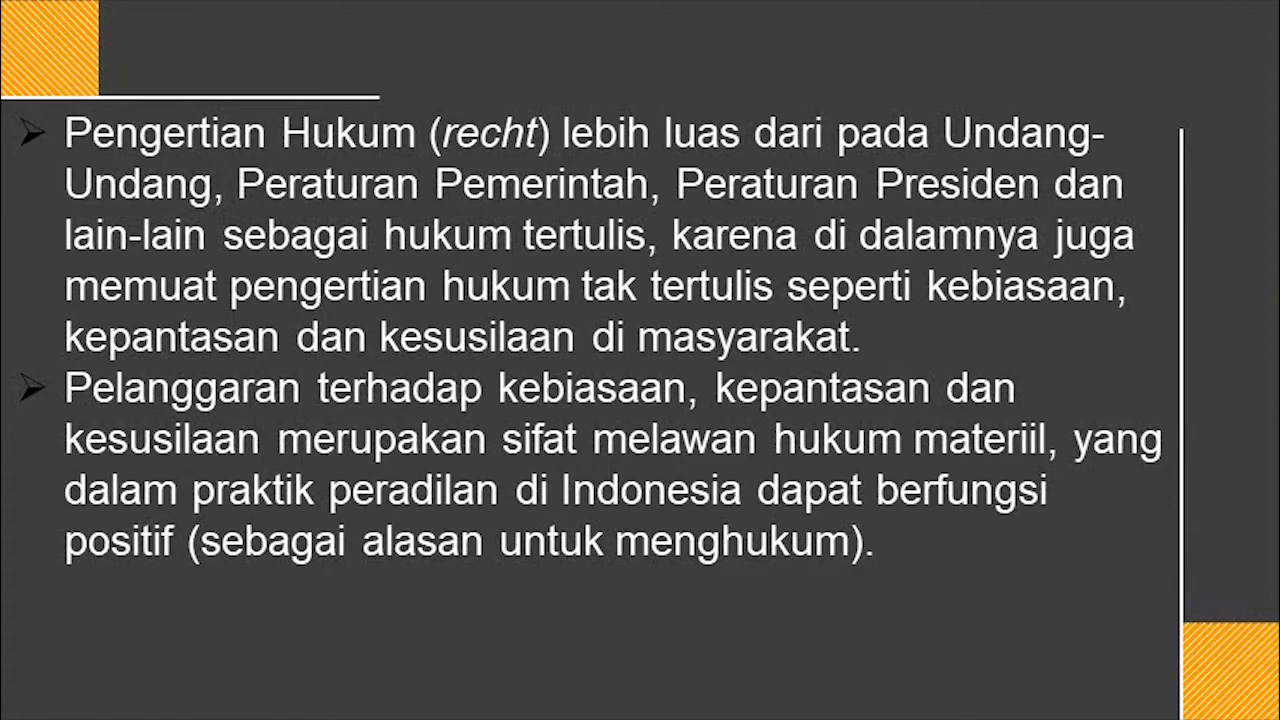 Pengertian Hukum (recht) lebih luas dari pada Undang-
Undang, Peraturan Pemerintah, Peraturan Presiden dan
lain-lain sebagai hukum tertulis, karena di dalamnya juga
memuat pengertian hukum tak tertulis seperti kebiasaan,
kepantasan dan kesusilaan di masyarakat.
Pelanggaran terhadap kebiasaan, kepantasan dan
kesusilaan merupakan sifat melawan hukum materiil, yang
dalam praktik peradilan di Indonesia dapat berfungsi
positif (sebagai alasan untuk menghukum).